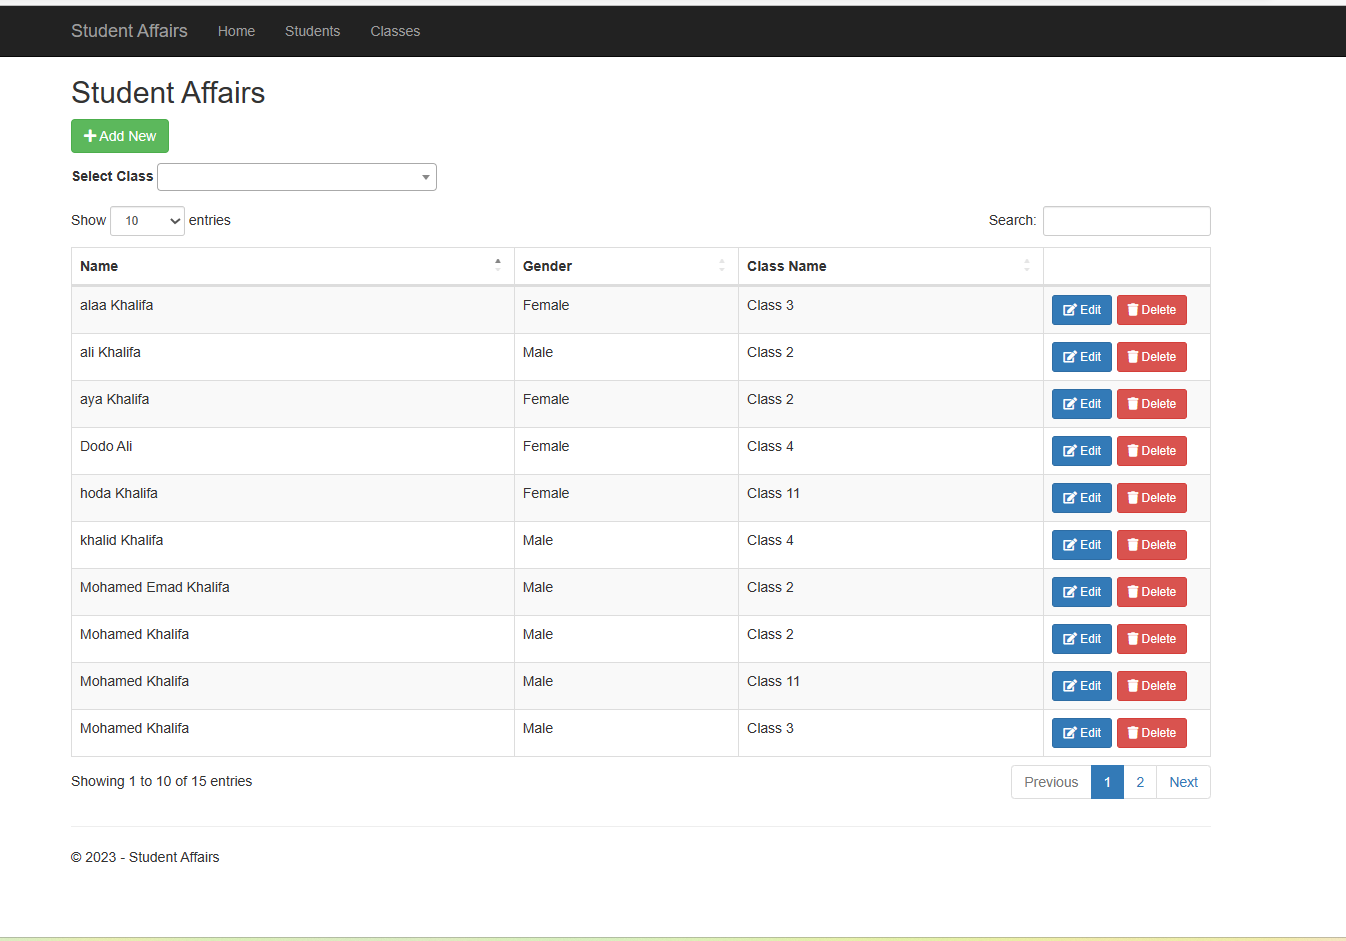 Student Affairs Home Students Classes
Student Affairs
Add New
Select Class
Show 10 entries Search:
Name Gender Class Name
alaa Khalifa Female Class 3 Edit Delete
ali Khalifa Male Class 2 Edit Delete
aya Khalifa Female Class 2 Edit Delete
Dodo Ali Female Class 4 Edit Delete
hoda Khalifa Female Class 11 Edit Delete
khalid Khalifa Male Class 4 Edit Delete
Mohamed Emad Khalifa Male Class 2 Edit Delete
Mohamed Khalifa Male Class 2 Edit Delete
Mohamed Khalifa Male Class 11 Edit Delete
Mohamed Khalifa Male Class 3 Edit Delete
Showing 1 to 10 of 15 entries Previous 1 2 Next
© 2023 - Student Affairs